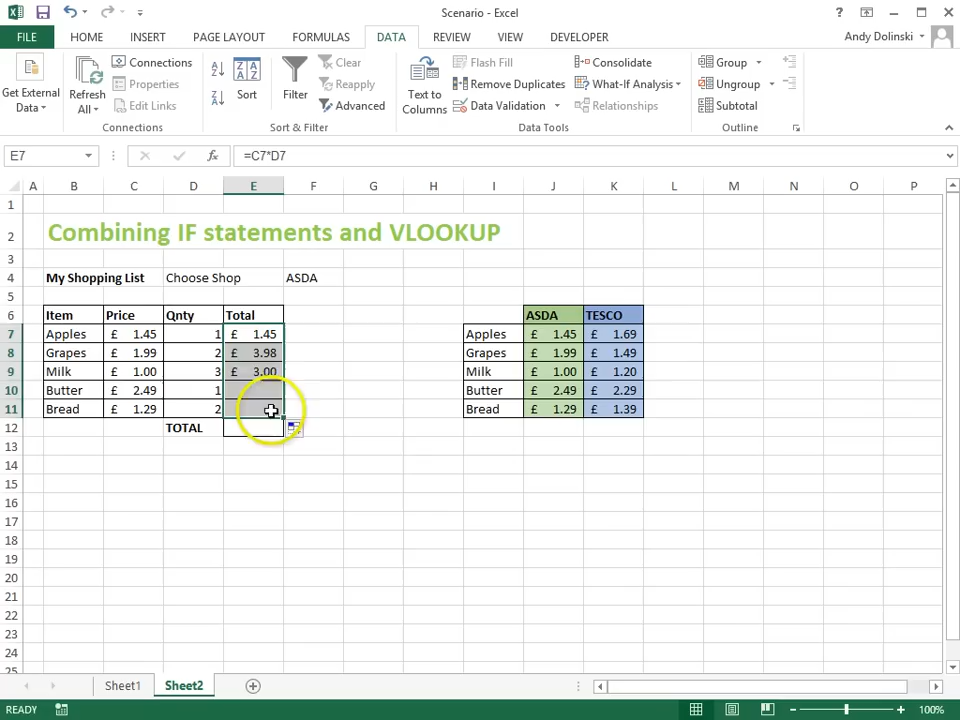 Scenario - Excel
FILE HOME INSERT PAGE LAYOUT FORMULAS DATA REVIEW VIEW DEVELOPER Andy Dolinski
Get External Data
Refresh All
Connections
Properties
Edit Links
Connections
Sort
Filter
Clear
Reapply
Advanced
Sort & Filter
Text to Columns
Flash Fill
Remove Duplicates
Data Validation
Consolidate
What-If Analysis
Relationships
Data Tools
Group
Ungroup
Subtotal
Outline
E7 fx =C7*D7
A B C D E F G H I J K L M N O P
1
2 Combining IF statements and VLOOKUP
3
4 My Shopping List Choose Shop ASDA
5
6 Item Price Qnty Total ASDA TESCO
7 Apples £ 1.45 1 £ 1.45 Apples £ 1.45 £ 1.69
8 Grapes £ 1.99 2 £ 3.98 Grapes £ 1.99 £ 1.49
9 Milk £ 1.00 3 £ 3.00 Milk £ 1.00 £ 1.20
10 Butter £ 2.49 1 Butter £ 2.49 £ 2.29
11 Bread £ 1.29 2 Bread £ 1.29 £ 1.39
12 TOTAL
13
14
15
16
17
18
19
20
21
22
23
24
25
Sheet1 Sheet2
READY 100%